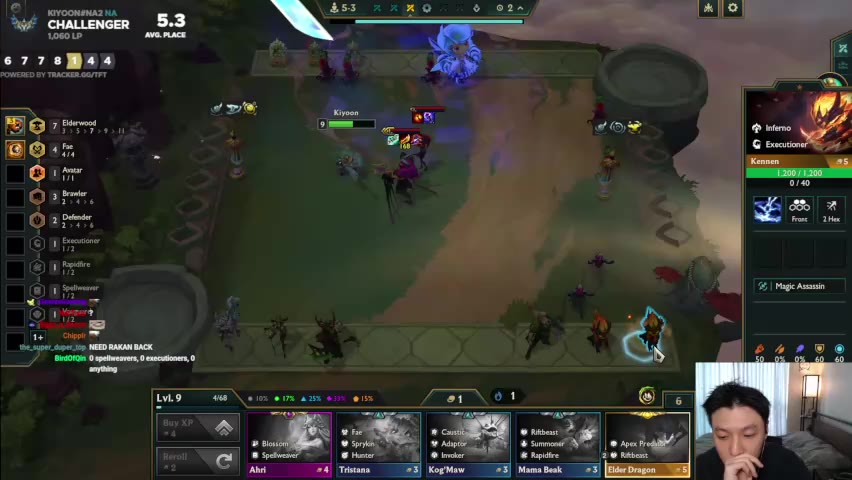 KIYOON#NA2 NA
CHALLENGER
1,060 LP
5.3
AVG. PLACE
6 7 7 8 1 4 4
POWERED BY TRACKER.GG/TFT
5-3
2
7 Elderwood
3 > 5 > 7 > 9 > 11
4 Fae
4/4
1 Avatar
1/1
3 Brawler
2 > 4 > 6
2 Defender
2 > 4 > 6
1 Executioner
1/2
1 Rapidfire
1/2
1 Spellweaver
1/2
1
1+
Kiyoon
9
168
Chippir
the_super_duper_top NEED RAKAN BACK
BirdOfQin 0 spellweavers, 0 executioners, 0 anything
Inferno
Executioner
Kennen 5
1,200 / 1,200
0 / 40
Front
2 Hex
Magic Assassin
50 0% 0% 60 60
Lvl. 9
4/68
10% 17% 25% 33% 15%
1
1
6
Buy XP
4
Reroll
2
Blossom
Spellweaver
Ahri 4
Fae
Sprykin
Hunter
Tristana 3
Caustic
Adaptor
Invoker
Kog'Maw 3
Riftbeast
Summoner
Rapidfire
Mama Beak 3
Apex Predator
Riftbeast
Elder Dragon 5